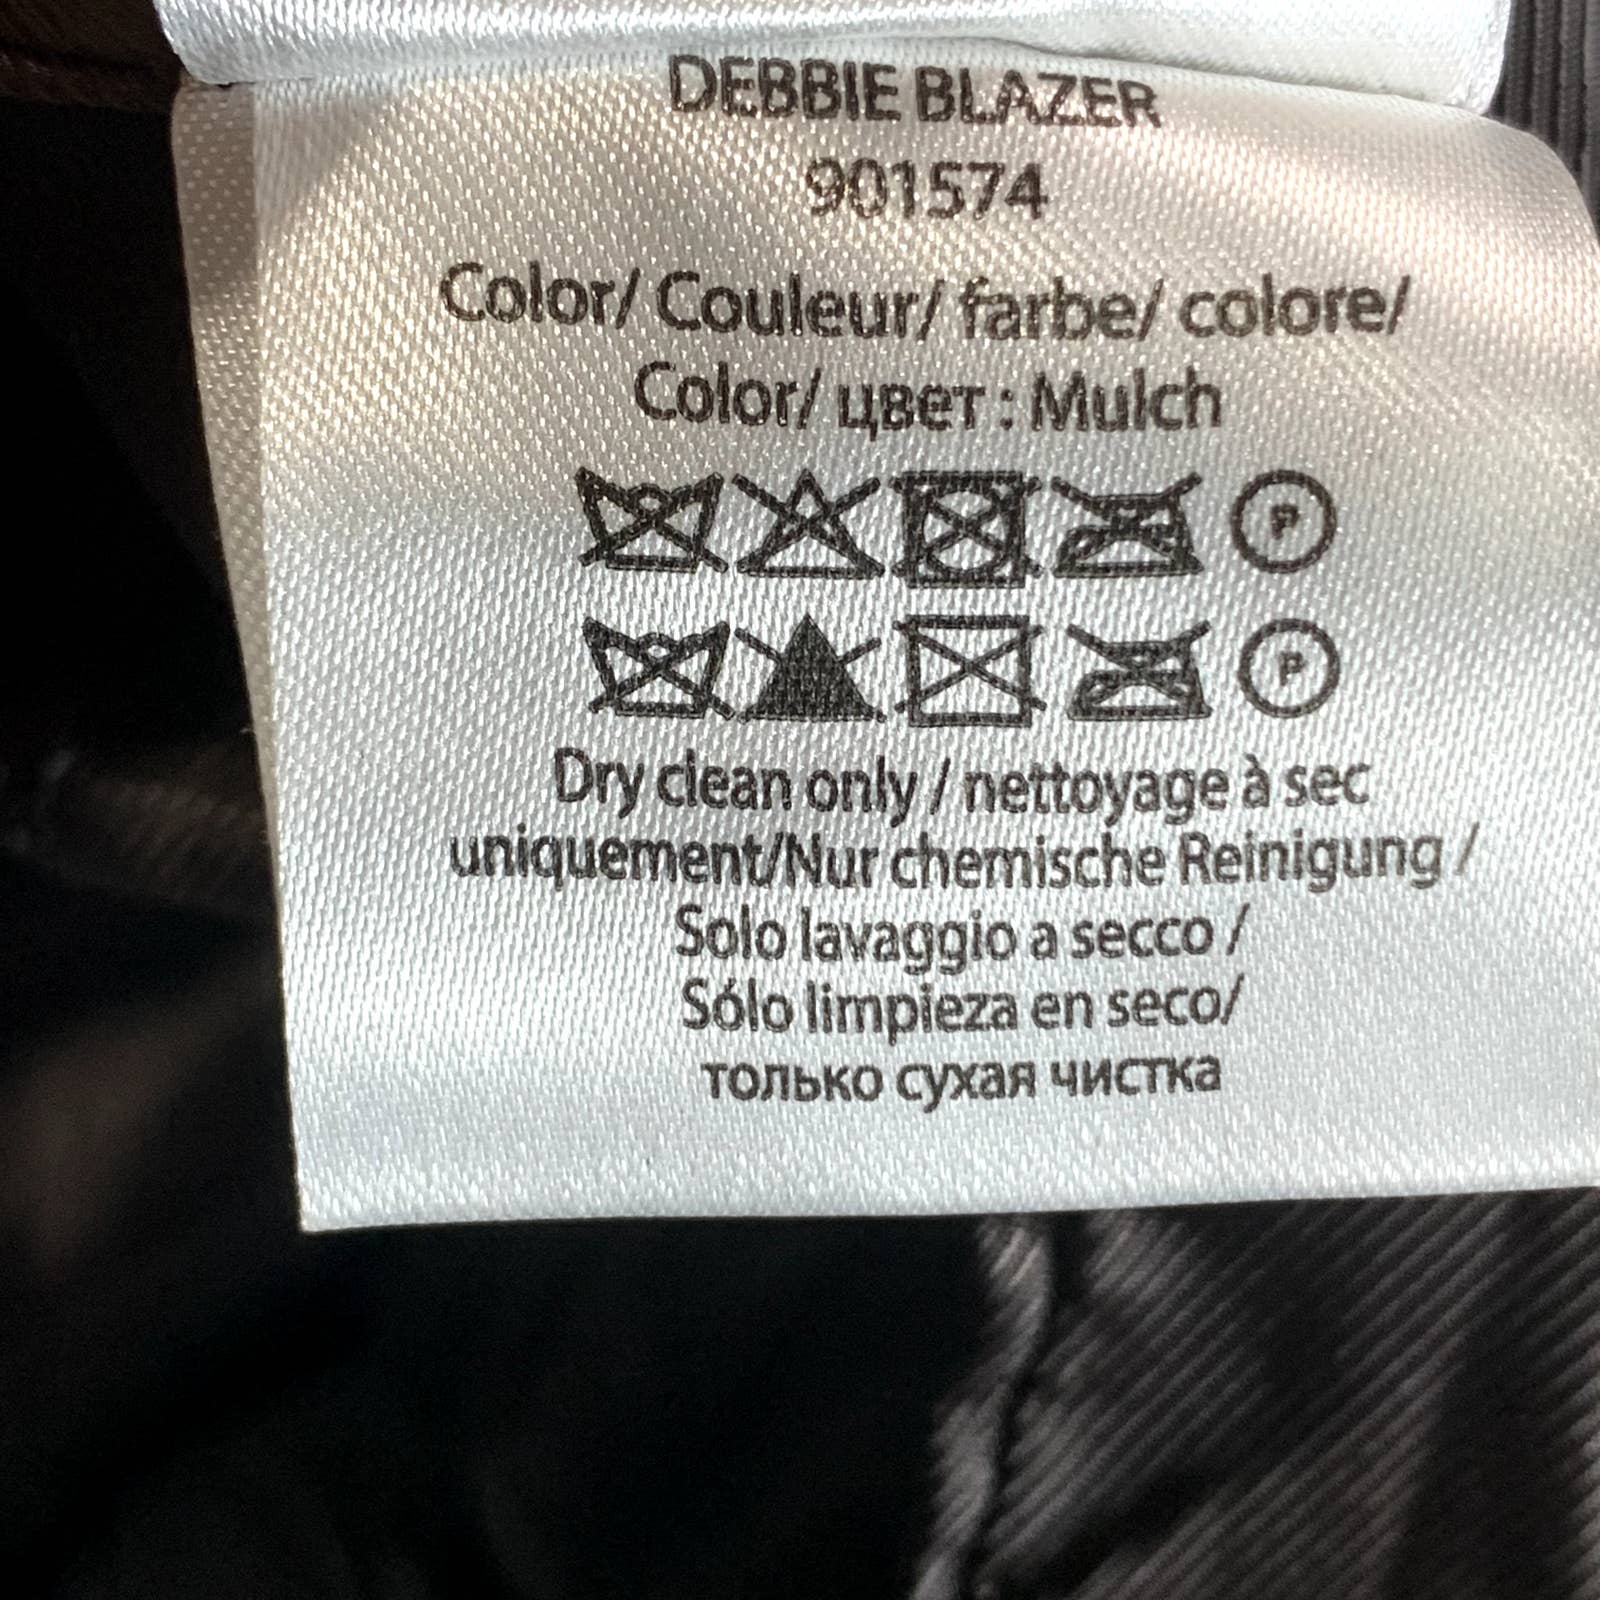 DEBBIE BLAZER
901574
Color/ Couleur/ farbe/ colore/
Color/ цвет : Mulch
P
P
Dry clean only / nettoyage à sec
uniquement/Nur chemische Reinigung /
Solo lavaggio a secco /
Sólo limpieza en seco/
только сухая чистка